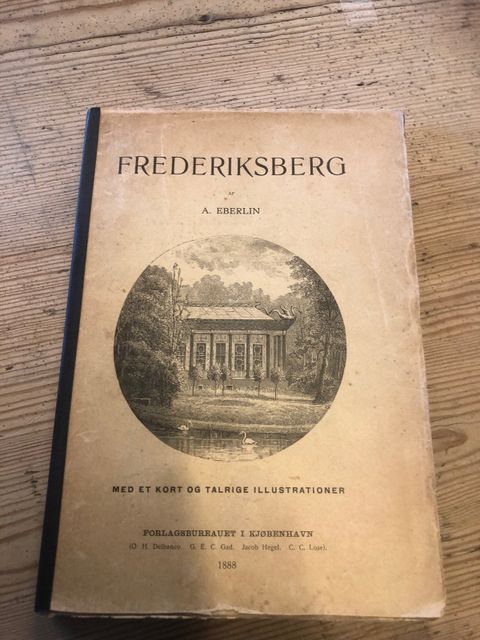 FREDERIKSBERG
AF
A. EBERLIN
MED ET KORT OG TALRIGE ILLUSTRATIONER
FORLAGSBUREAUET I KJØBENHAVN
(O. H. Delbanco. G. E. C. Gad. Jacob Hegel. C. C. Lose).
1888